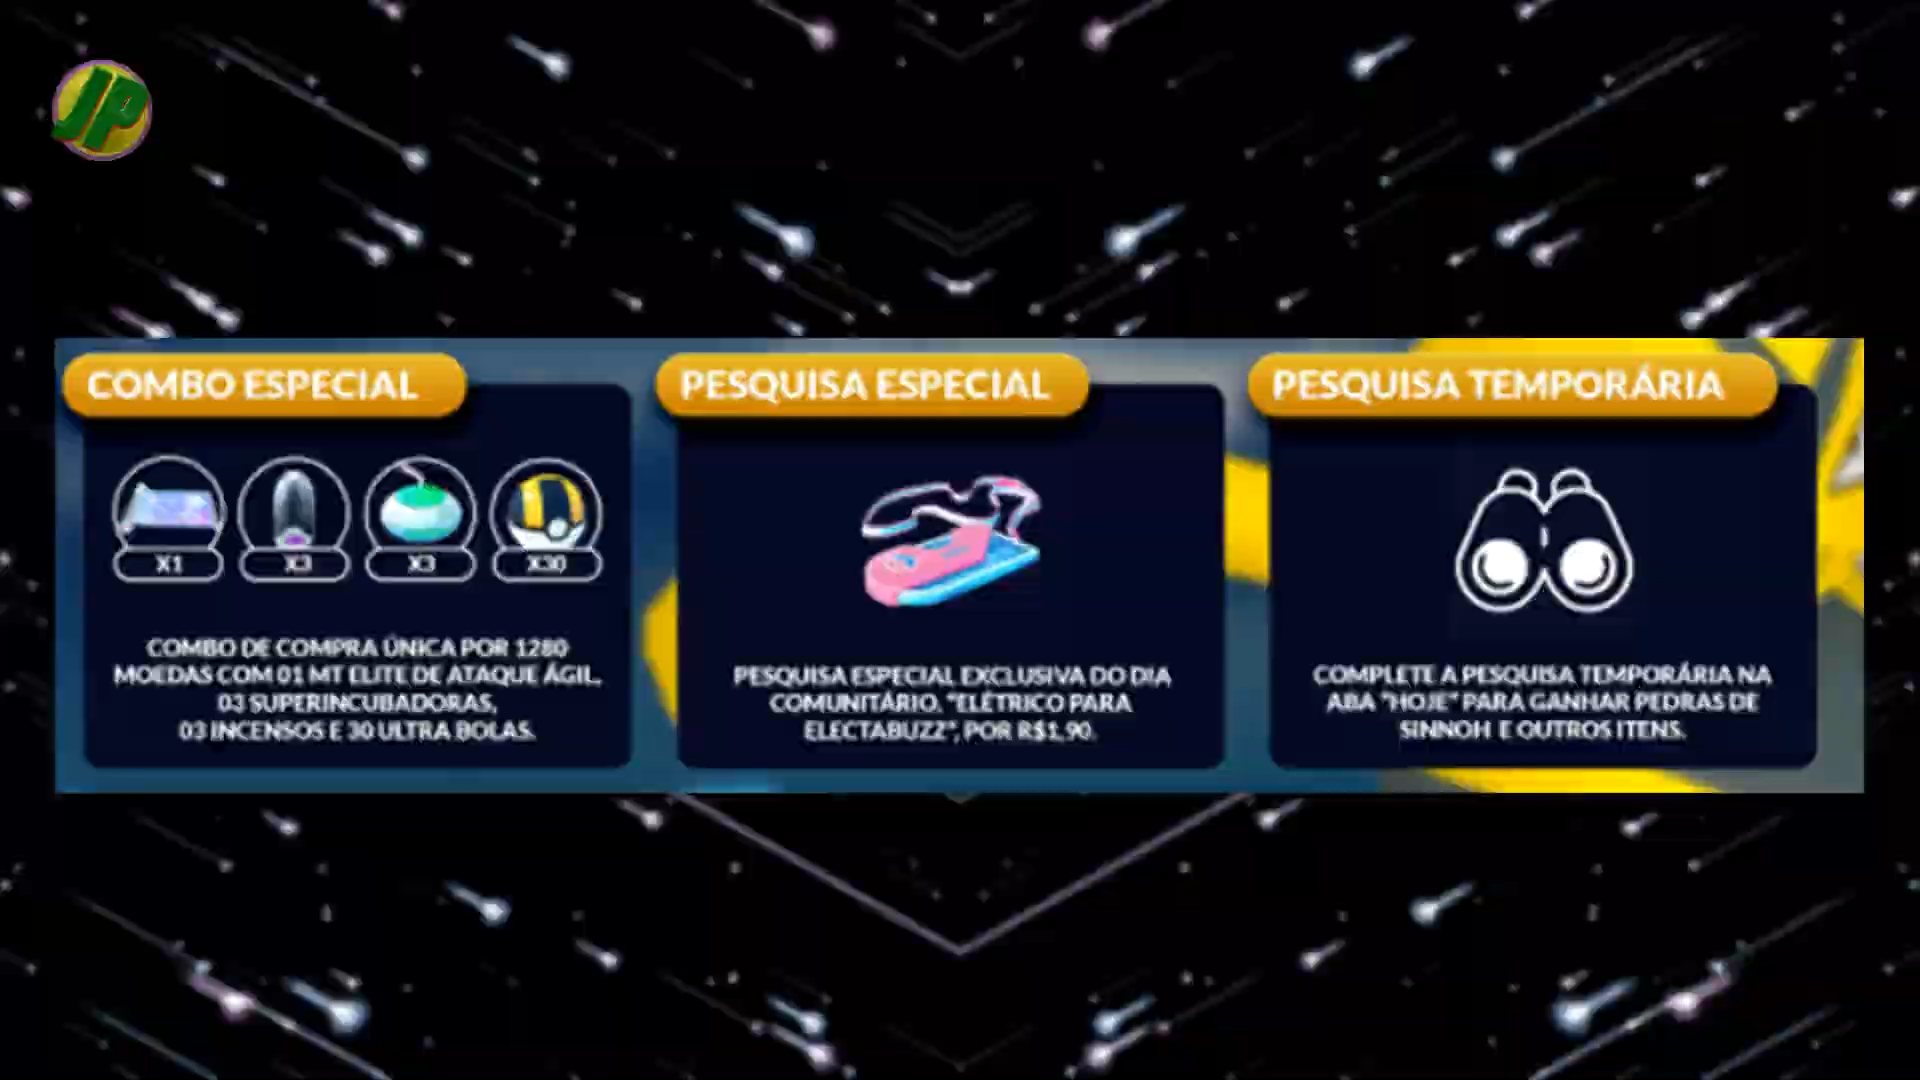 JP
COMBO ESPECIAL
X1
X3
X3
X30
COMBO DE COMPRA ÚNICA POR 1280
MOEDAS COM 01 MT ELITE DE ATAQUE ÁGIL,
03 SUPERINCUBADORAS,
03 INCENSOS E 30 ULTRA BOLAS.
PESQUISA ESPECIAL
PESQUISA ESPECIAL EXCLUSIVA DO DIA
COMUNITÁRIO, "ELÉTRICO PARA
ELECTABUZZ", POR R$1,90.
PESQUISA TEMPORÁRIA
COMPLETE A PESQUISA TEMPORÁRIA NA
ABA "HOJE" PARA GANHAR PEDRAS DE
SINNOH E OUTROS ITENS.